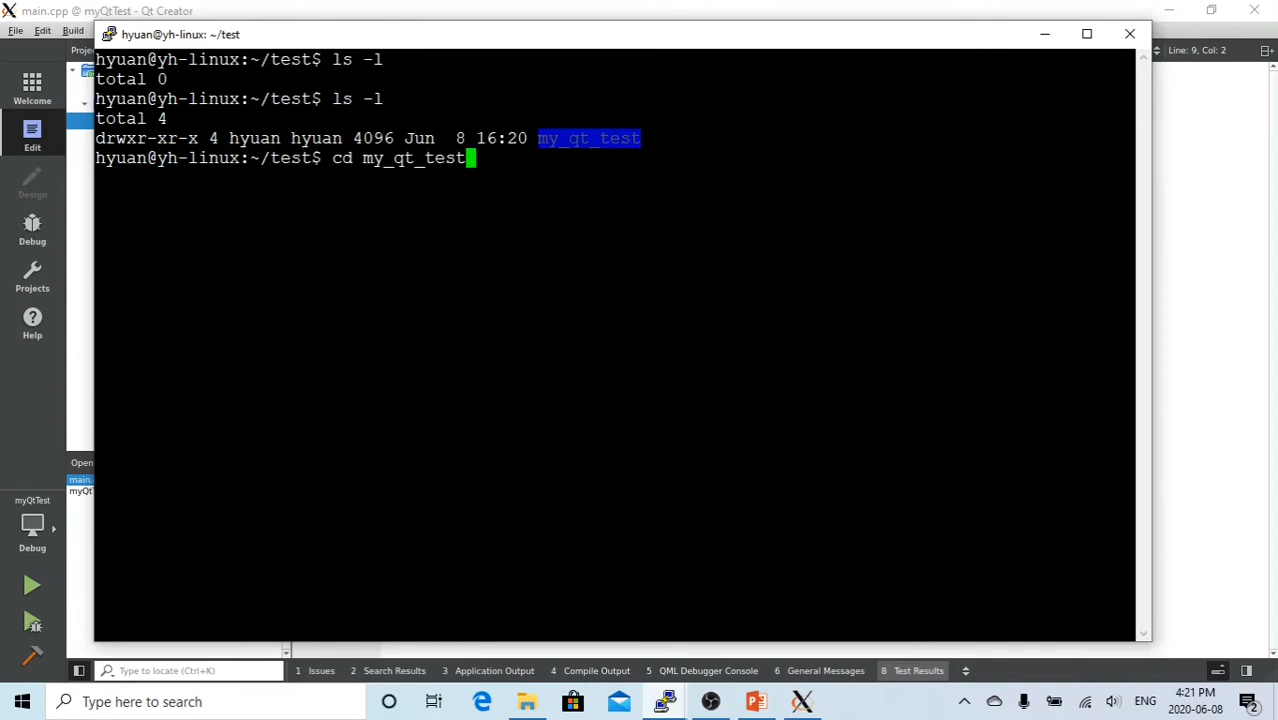 main.cpp @ myQtTest - Qt Creator
File Edit Build
hyuan@yh-linux: ~/test
Line: 9, Col: 2
Welcome
Edit
Design
Debug
Projects
Help
hyuan@yh-linux:~/test$ ls -l
total 0
hyuan@yh-linux:~/test$ ls -l
total 4
drwxr-xr-x 4 hyuan hyuan 4096 Jun  8 16:20 my_qt_test
hyuan@yh-linux:~/test$ cd my_qt_test
myQtTest
Debug
Type to locate (Ctrl+K)
1 Issues 2 Search Results 3 Application Output 4 Compile Output 5 QML Debugger Console 6 General Messages 8 Test Results
Type here to search
ENG
4:21 PM
2020-06-08
2